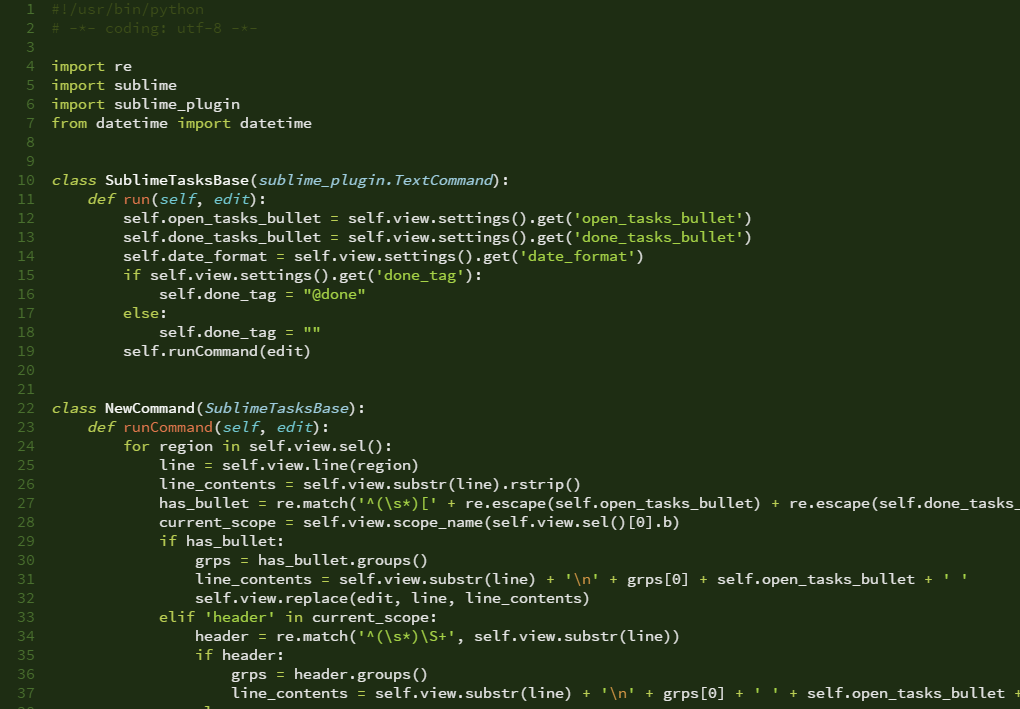 1 #!/usr/bin/python
2 # -*- coding: utf-8 -*-
3
4 import re
5 import sublime
6 import sublime_plugin
7 from datetime import datetime
8
9
10 class SublimeTasksBase(sublime_plugin.TextCommand):
11     def run(self, edit):
12         self.open_tasks_bullet = self.view.settings().get('open_tasks_bullet')
13         self.done_tasks_bullet = self.view.settings().get('done_tasks_bullet')
14         self.date_format = self.view.settings().get('date_format')
15         if self.view.settings().get('done_tag'):
16             self.done_tag = "@done"
17         else:
18             self.done_tag = ""
19         self.runCommand(edit)
20
21
22 class NewCommand(SublimeTasksBase):
23     def runCommand(self, edit):
24         for region in self.view.sel():
25             line = self.view.line(region)
26             line_contents = self.view.substr(line).rstrip()
27             has_bullet = re.match('^(\s*)[' + re.escape(self.open_tasks_bullet) + re.escape(self.done_tasks_
28             current_scope = self.view.scope_name(self.view.sel()[0].b)
29             if has_bullet:
30                 grps = has_bullet.groups()
31                 line_contents = self.view.substr(line) + '\n' + grps[0] + self.open_tasks_bullet + ' '
32                 self.view.replace(edit, line, line_contents)
33             elif 'header' in current_scope:
34                 header = re.match('^(\s*)\S+', self.view.substr(line))
35                 if header:
36                     grps = header.groups()
37                     line_contents = self.view.substr(line) + '\n' + grps[0] + ' ' + self.open_tasks_bullet +